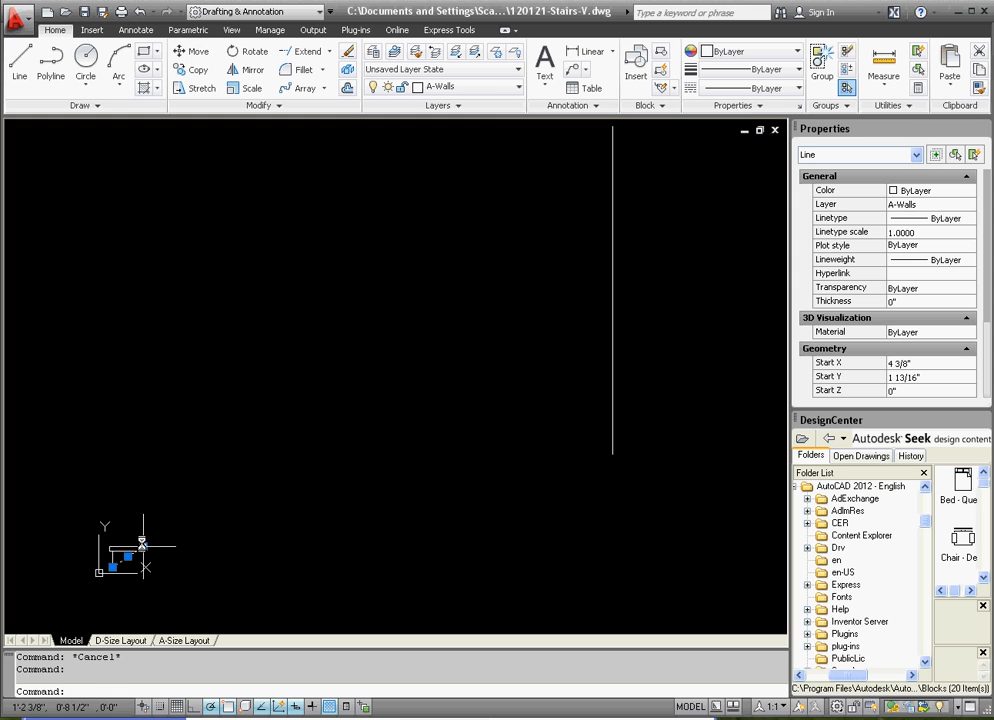 Drafting & Annotation
C:\Documents and Settings\Sca...\120121-Stairs-V.dwg
Type a keyword or phrase
Sign In
Home Insert Annotate Parametric View Manage Output Plug-ins Online Express Tools
Line Polyline Circle Arc
Move Rotate Extend
Copy Mirror Fillet
Stretch Scale Array
Unsaved Layer State
A-Walls
Text
Linear
Table
Insert
ByLayer
ByLayer
ByLayer
Group
Measure
Paste
Draw Modify Layers Annotation Block Properties Groups Utilities Clipboard
Properties
Line
General
Color ByLayer
Layer A-Walls
Linetype ByLayer
Linetype scale 1.0000
Plot style ByLayer
Lineweight ByLayer
Hyperlink
Transparency ByLayer
Thickness 0"
3D Visualization
Material ByLayer
Geometry
Start X 4 3/8"
Start Y 1 13/16"
Start Z 0"
DesignCenter
Autodesk Seek design content
Folders Open Drawings History
Folder List
AutoCAD 2012 - English
AdExchange
AdmRes
CER
Content Explorer
Drv
en
en-US
Express
Fonts
Help
Inventor Server
Plugins
plug-ins
PublicLic
Bed - Que
Chair - De
C:\Program Files\Autodesk\Auto...\Blocks (20 Item(s))
Y
X
Model D-Size Layout A-Size Layout
Command: *Cancel*
Command:
Command:
1'-2 3/8", 0'-8 1/2" , 0'-0"
MODEL
1:1